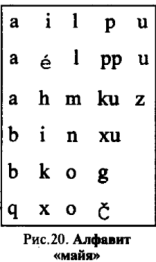 a i l p u
a é l pp u
a h m ku z
b i n xu
b k o g
q x o Č
Рис.20. Алфавит
«майя»